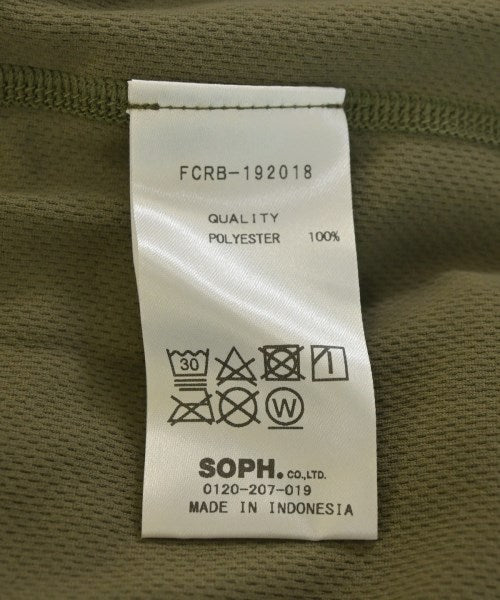 FCRB-192018
QUALITY
POLYESTER 100%
30
W
SOPH. CO.,LTD.
0120-207-019
MADE IN INDONESIA